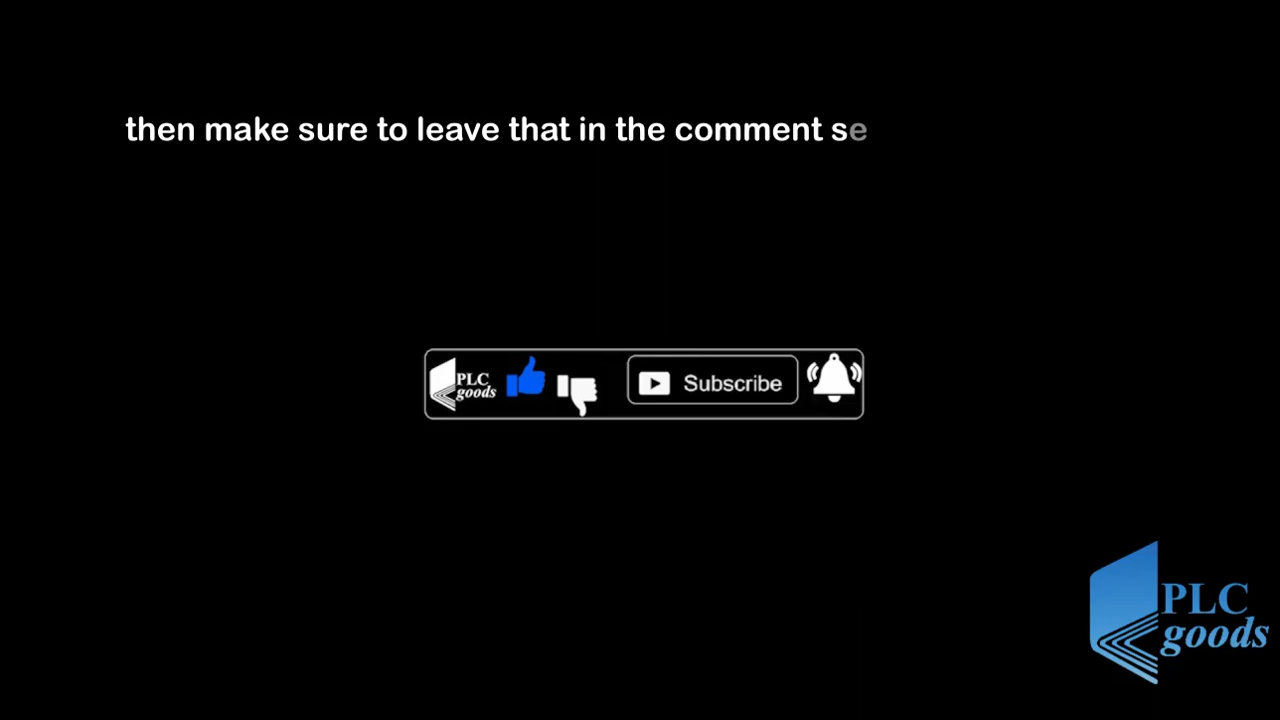 then make sure to leave that in the comment se
PLC
goods
Subscribe
PLC
goods